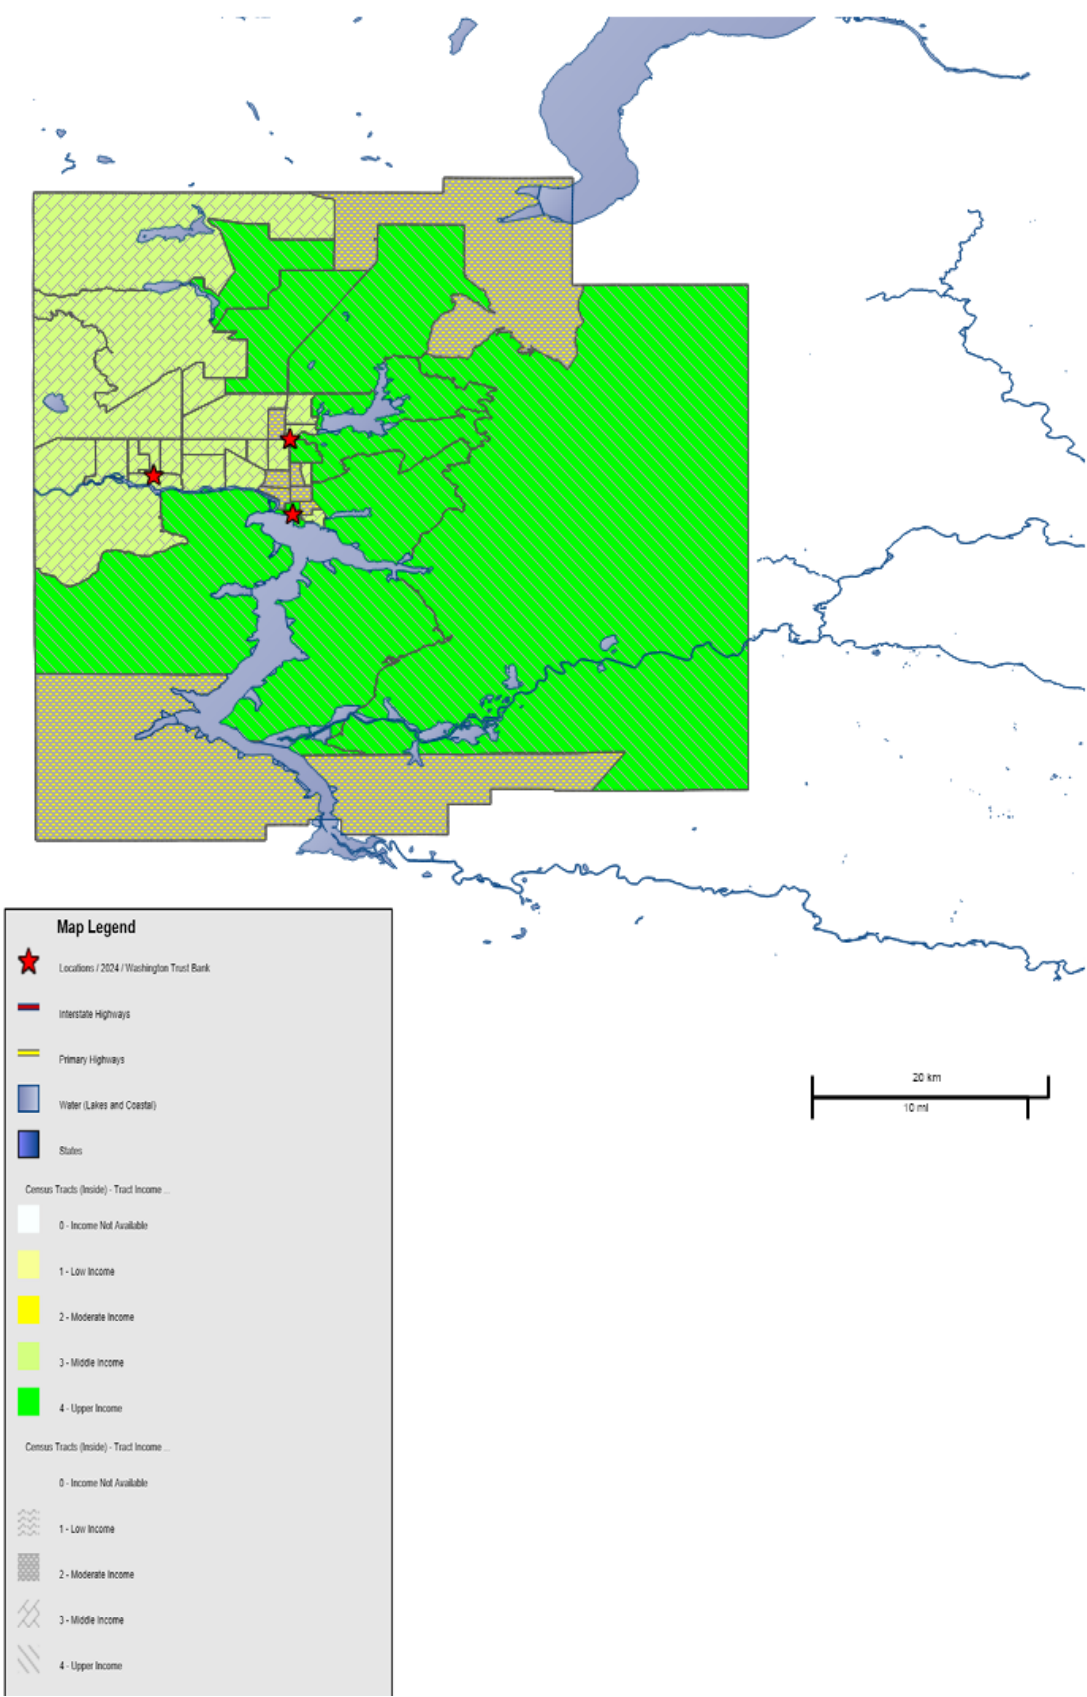 Map Legend
Locations / 2024 / Washington Trust Bank
Interstate Highways
Primary Highways
Water (Lakes and Coastal)
States
Census Tracts (Inside) - Tract Income ...
0 - Income Not Available
1 - Low Income
2 - Moderate Income
3 - Middle Income
4 - Upper Income
Census Tracts (Inside) - Tract Income ...
0 - Income Not Available
1 - Low Income
2 - Moderate Income
3 - Middle Income
4 - Upper Income
20 km
10 mi